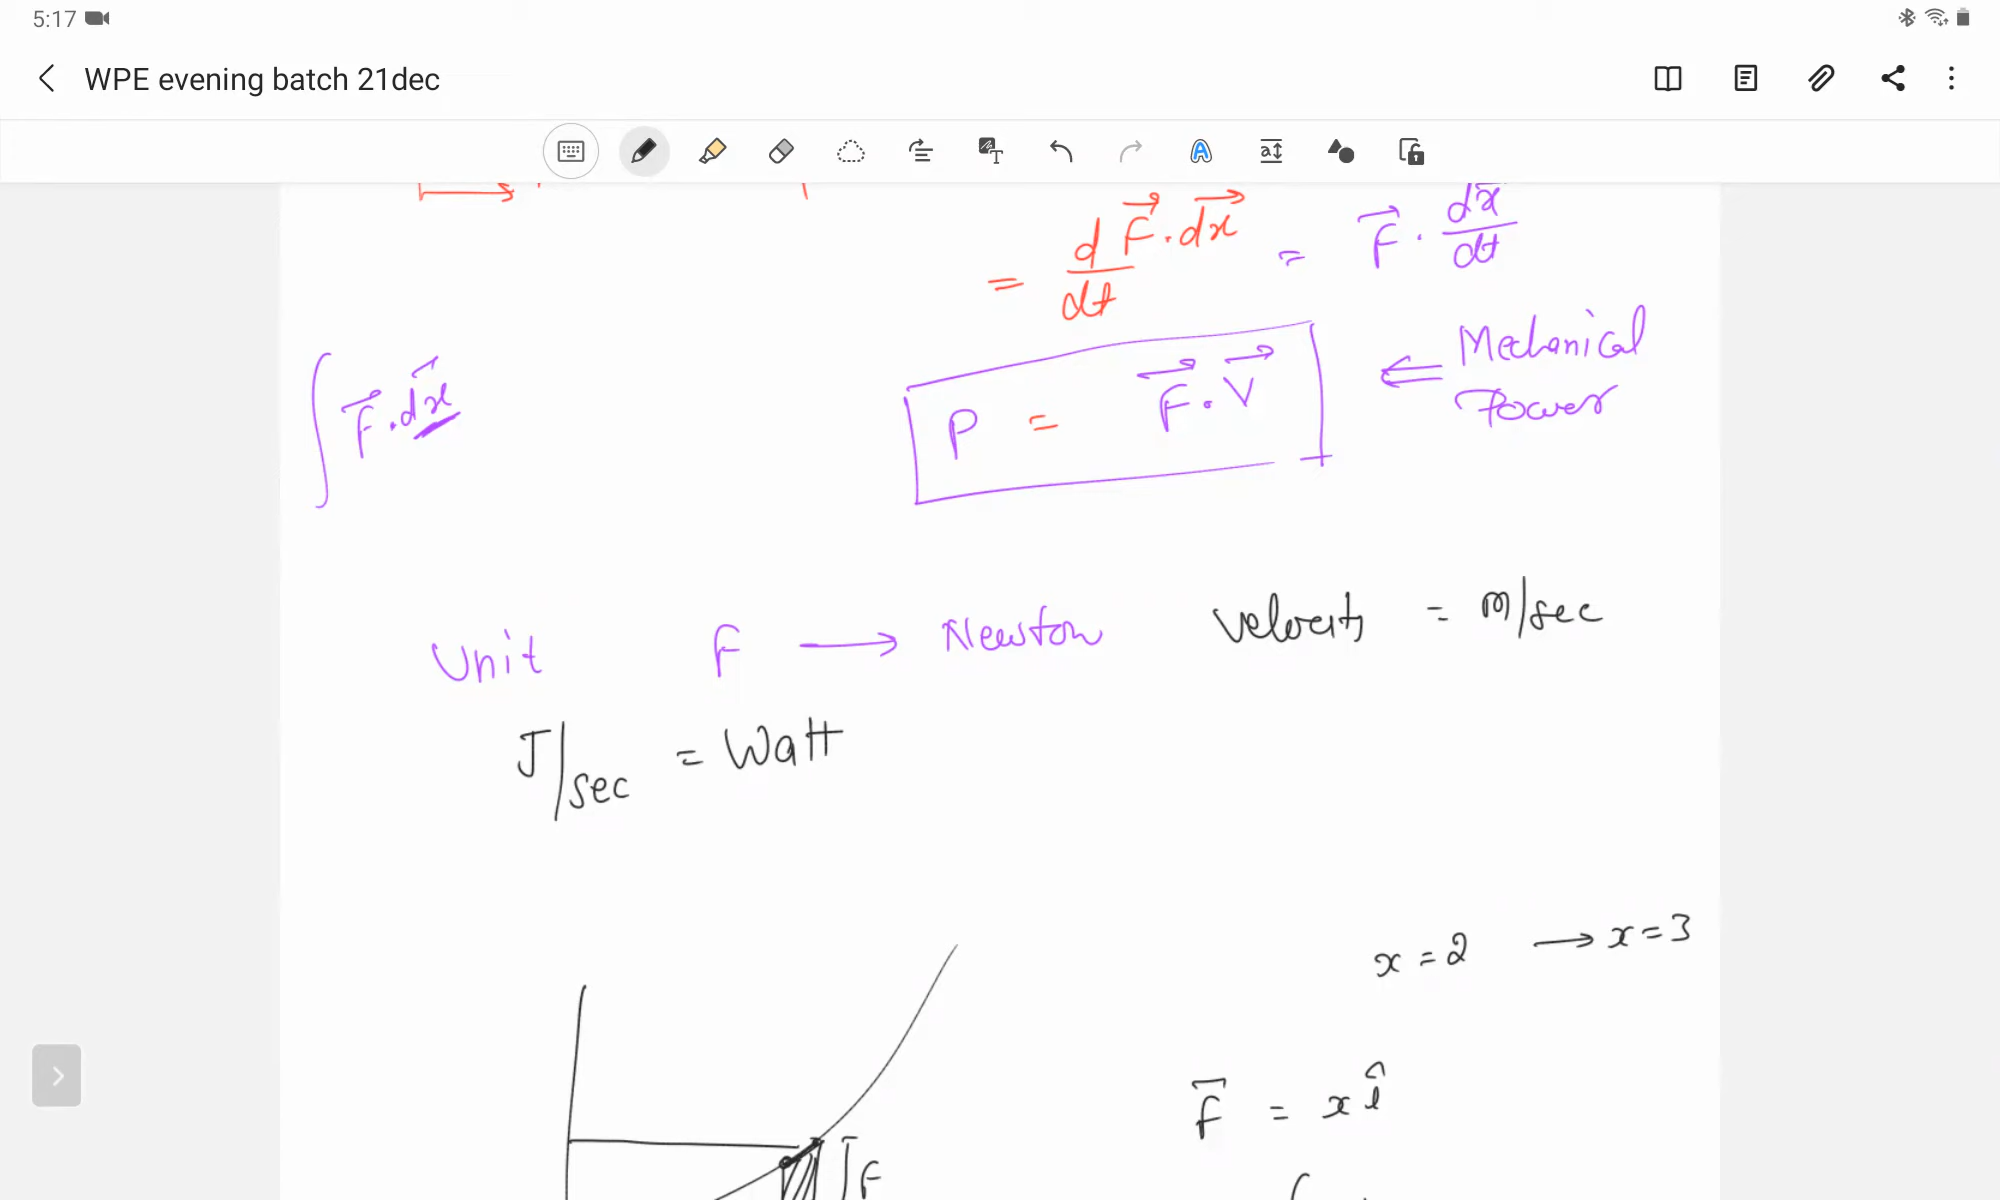 5:17
WPE evening batch 21dec
= d/dt F⃗ . dx⃗ = F⃗ . dx⃗/dt
∫ F⃗ . dx⃗
P = F⃗ . V⃗ ⇐ Mechanical Power
Unit F → Newton Velocity = m/sec
J/sec = Watt
x = 2 → x = 3
F⃗ = x î
F